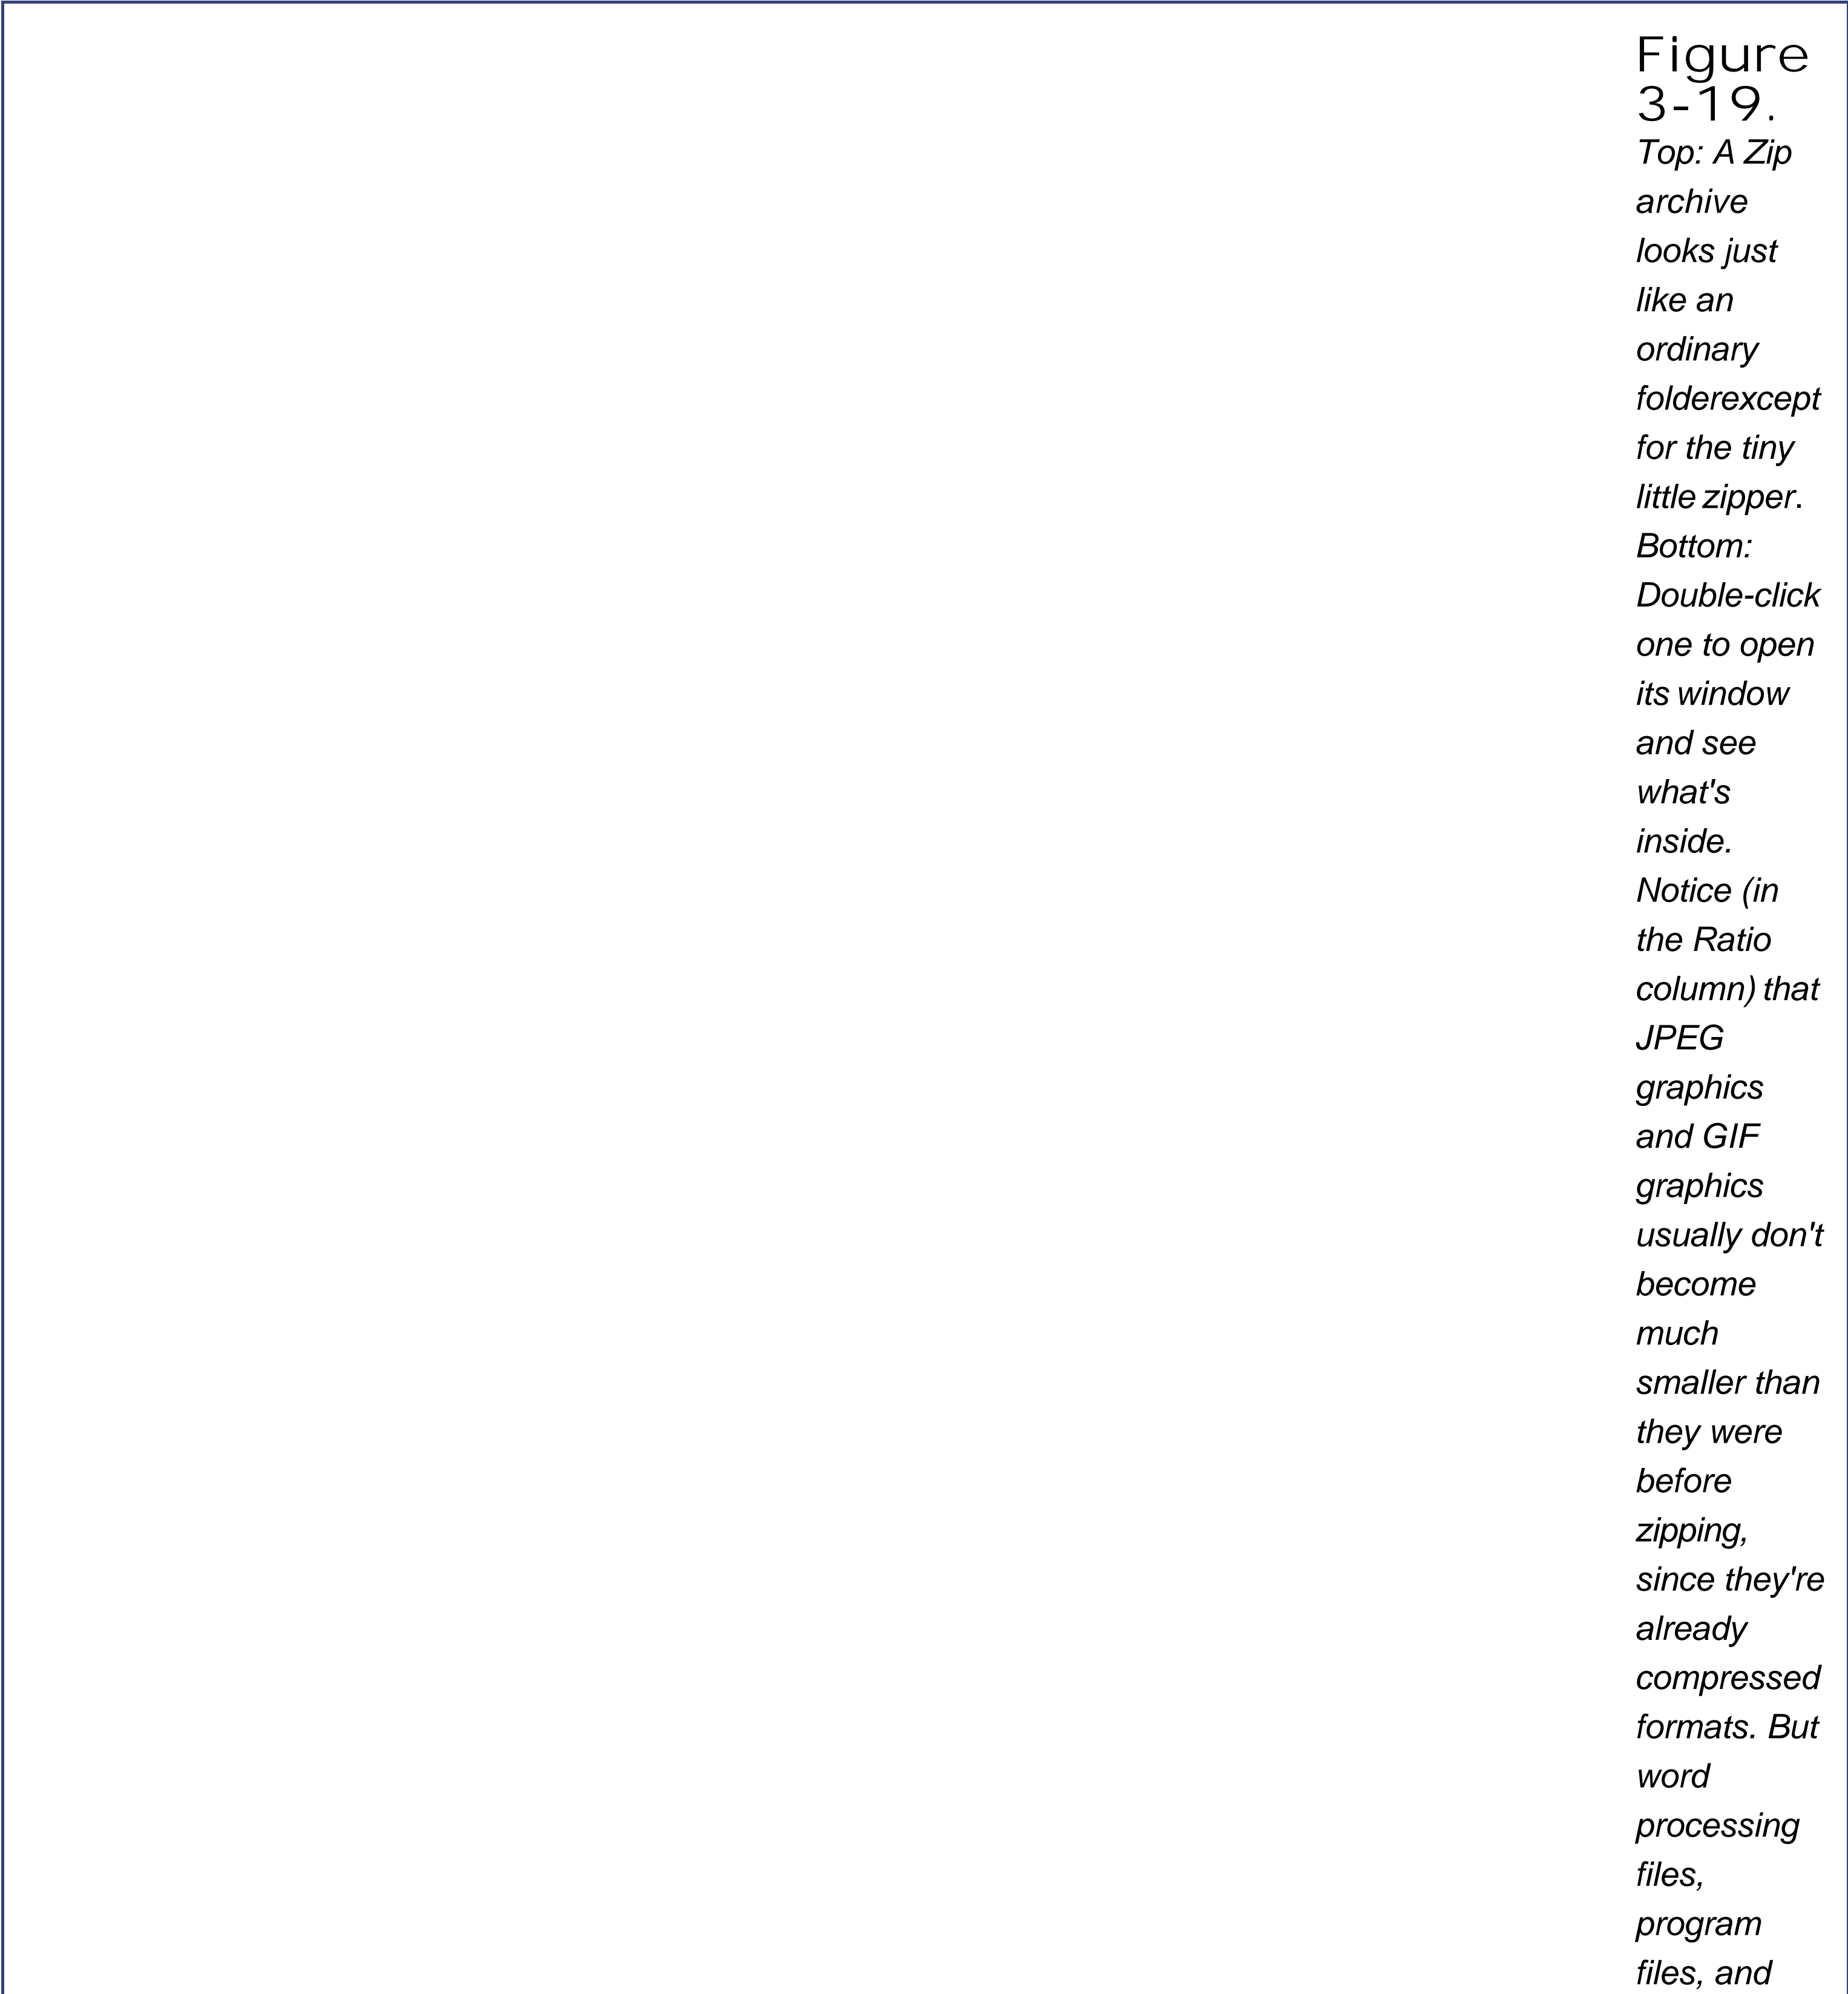 Figure
3-19.
Top: A Zip
archive
looks just
like an
ordinary
folderexcept
for the tiny
little zipper.
Bottom:
Double-click
one to open
its window
and see
what's
inside.
Notice (in
the Ratio
column) that
JPEG
graphics
and GIF
graphics
usually don't
become
much
smaller than
they were
before
zipping,
since they're
already
compressed
formats. But
word
processing
files,
program
files, and